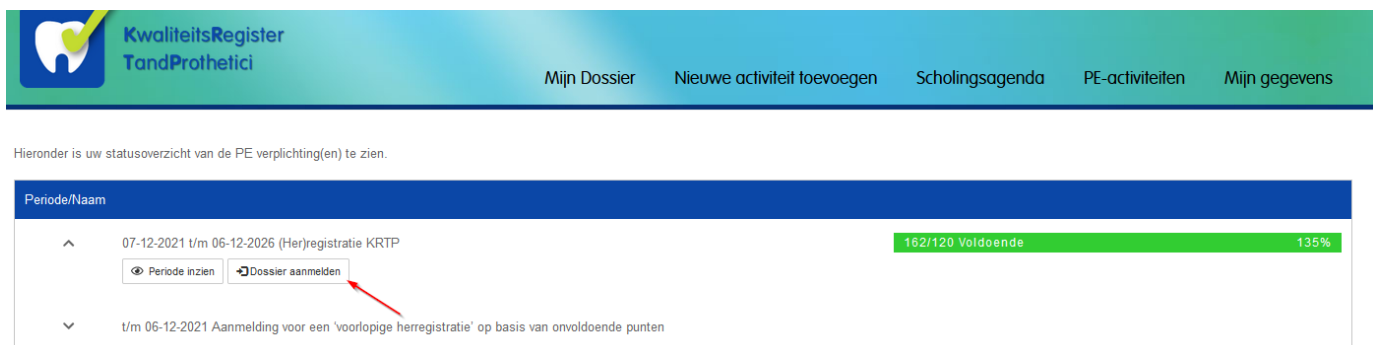 KwaliteitsRegister
TandProthetici
Mijn Dossier Nieuwe activiteit toevoegen Scholingsagenda PE-activiteiten Mijn gegevens
Hieronder is uw statusoverzicht van de PE verplichting(en) te zien.
Periode/Naam
07-12-2021 t/m 06-12-2026 (Her)registratie KRTP 162/120 Voldoende 135%
Periode inzien Dossier aanmelden
t/m 06-12-2021 Aanmelding voor een 'voorlopige herregistratie' op basis van onvoldoende punten